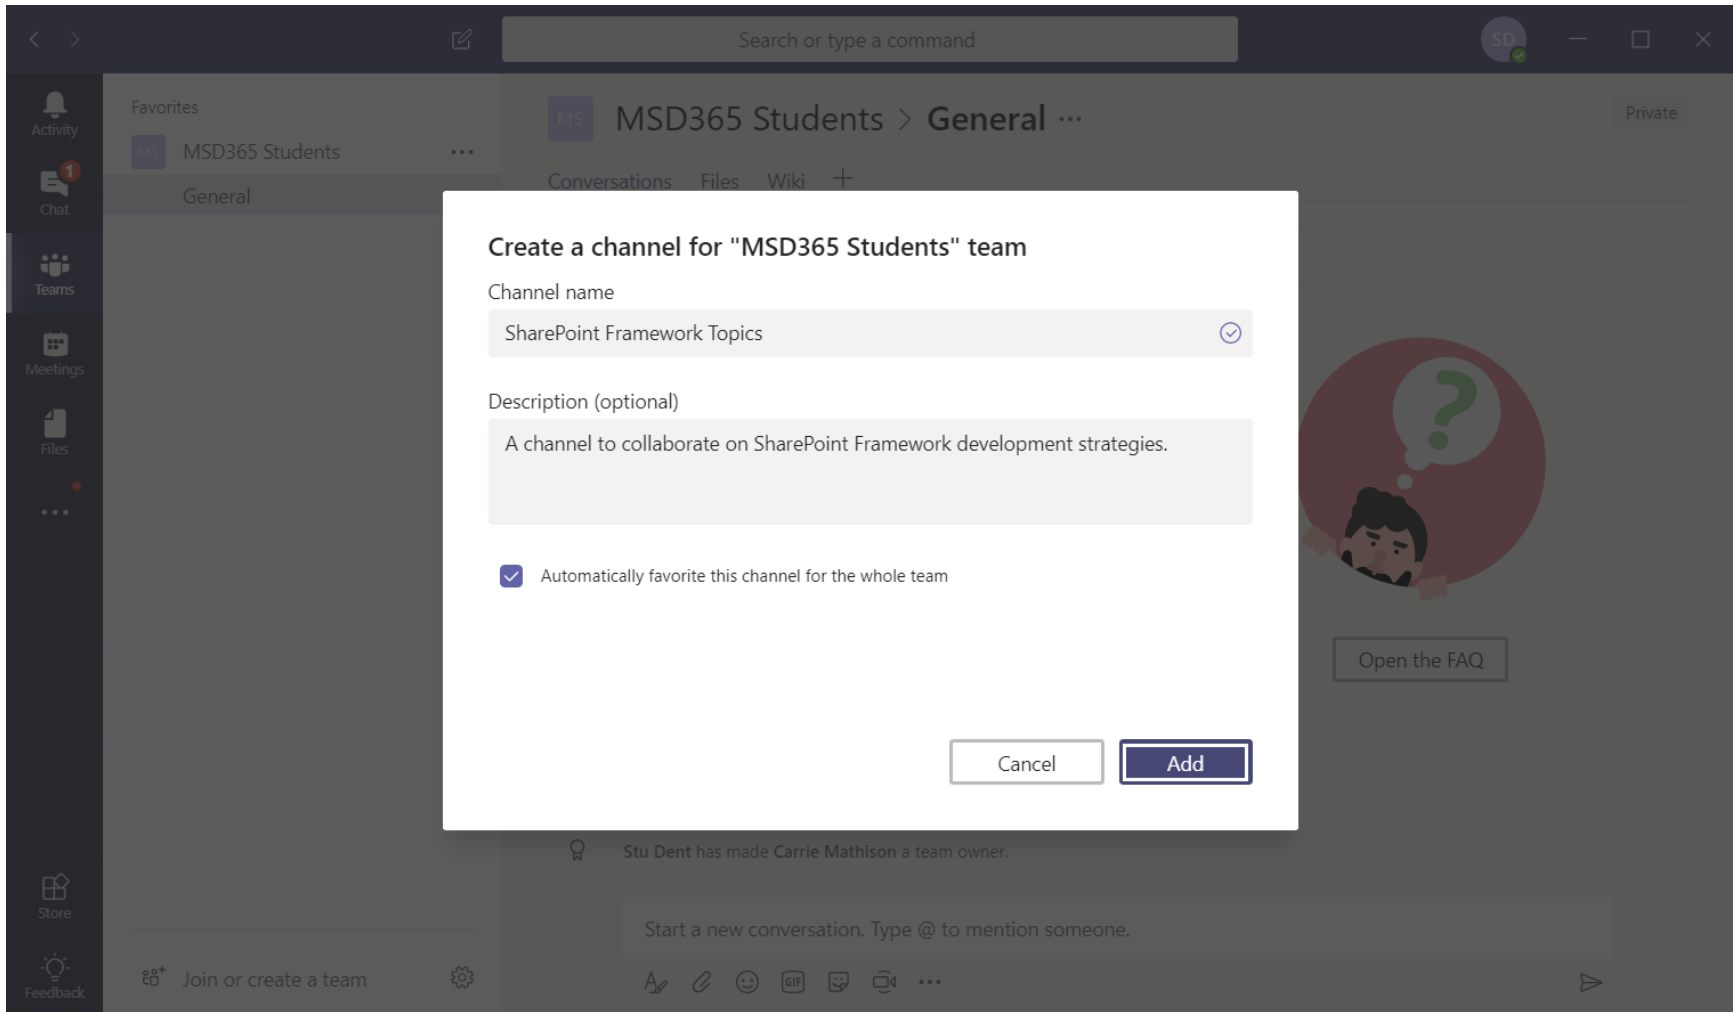 Search or type a command
SD
Activity
1
Chat
Teams
Meetings
Files
Store
Feedback
Favorites
MS MSD365 Students
General
Join or create a team
MS MSD365 Students > General
Private
Conversations Files Wiki
Create a channel for "MSD365 Students" team
Channel name
SharePoint Framework Topics
Description (optional)
A channel to collaborate on SharePoint Framework development strategies.
Automatically favorite this channel for the whole team
Cancel Add
?
Open the FAQ
Stu Dent has made Carrie Mathison a team owner.
Start a new conversation. Type @ to mention someone.
GIF